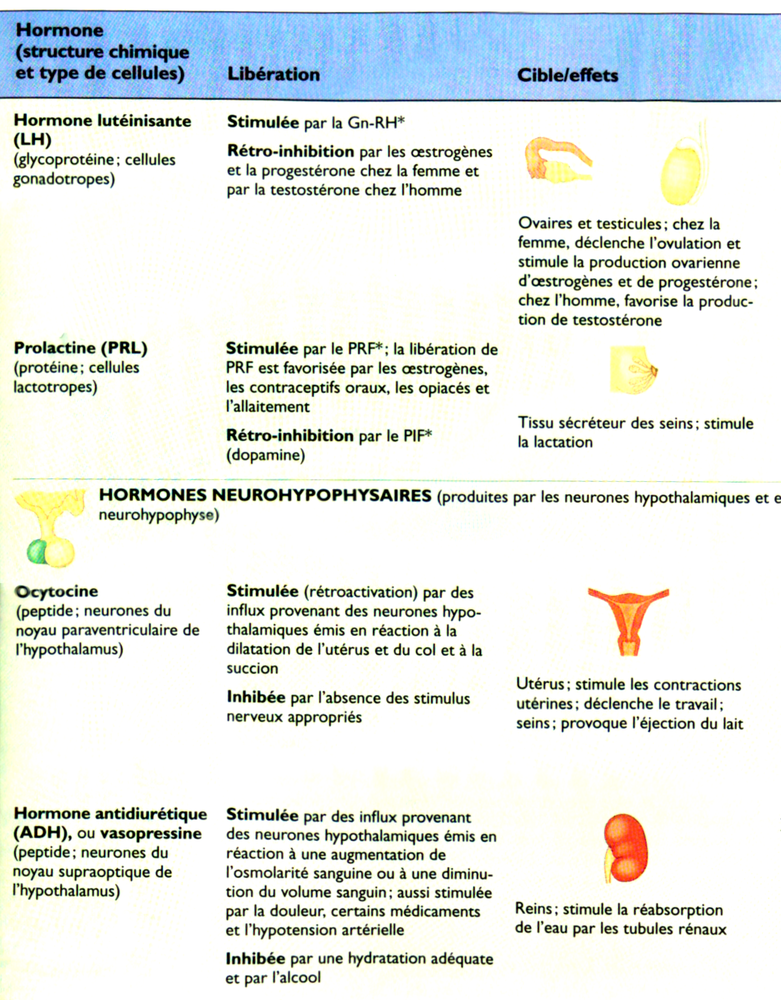 Hormone
(structure chimique
et type de cellules)
Libération
Cible/effets
Hormone lutéinisante
(LH)
(glycoprotéine ; cellules
gonadotropes)
Stimulée par la Gn-RH*
Rétro-inhibition par les œstrogènes
et la progestérone chez la femme et
par la testostérone chez l'homme
Ovaires et testicules ; chez la
femme, déclenche l'ovulation et
stimule la production ovarienne
d'œstrogènes et de progestérone ;
chez l'homme, favorise la produc-
tion de testostérone
Prolactine (PRL)
(protéine ; cellules
lactotropes)
Stimulée par le PRF* ; la libération de
PRF est favorisée par les œstrogènes,
les contraceptifs oraux, les opiacés et
l'allaitement
Rétro-inhibition par le PIF*
(dopamine)
Tissu sécréteur des seins ; stimule
la lactation
HORMONES NEUROHYPOPHYSAIRES (produites par les neurones hypothalamiques et e
neurohypophyse)
Ocytocine
(peptide ; neurones du
noyau paraventriculaire de
l'hypothalamus)
Stimulée (rétroactivation) par des
influx provenant des neurones hypo-
thalamiques émis en réaction à la
dilatation de l'utérus et du col et à la
succion
Inhibée par l'absence des stimulus
nerveux appropriés
Utérus ; stimule les contractions
utérines ; déclenche le travail ;
seins ; provoque l'éjection du lait
Hormone antidiurétique
(ADH), ou vasopressine
(peptide ; neurones du
noyau supraoptique de
l'hypothalamus)
Stimulée par des influx provenant
des neurones hypothalamiques émis en
réaction à une augmentation de
l'osmolarité sanguine ou à une diminu-
tion du volume sanguin ; aussi stimulée
par la douleur, certains médicaments
et l'hypotension artérielle
Inhibée par une hydratation adéquate
et par l'alcool
Reins ; stimule la réabsorption
de l'eau par les tubules rénaux